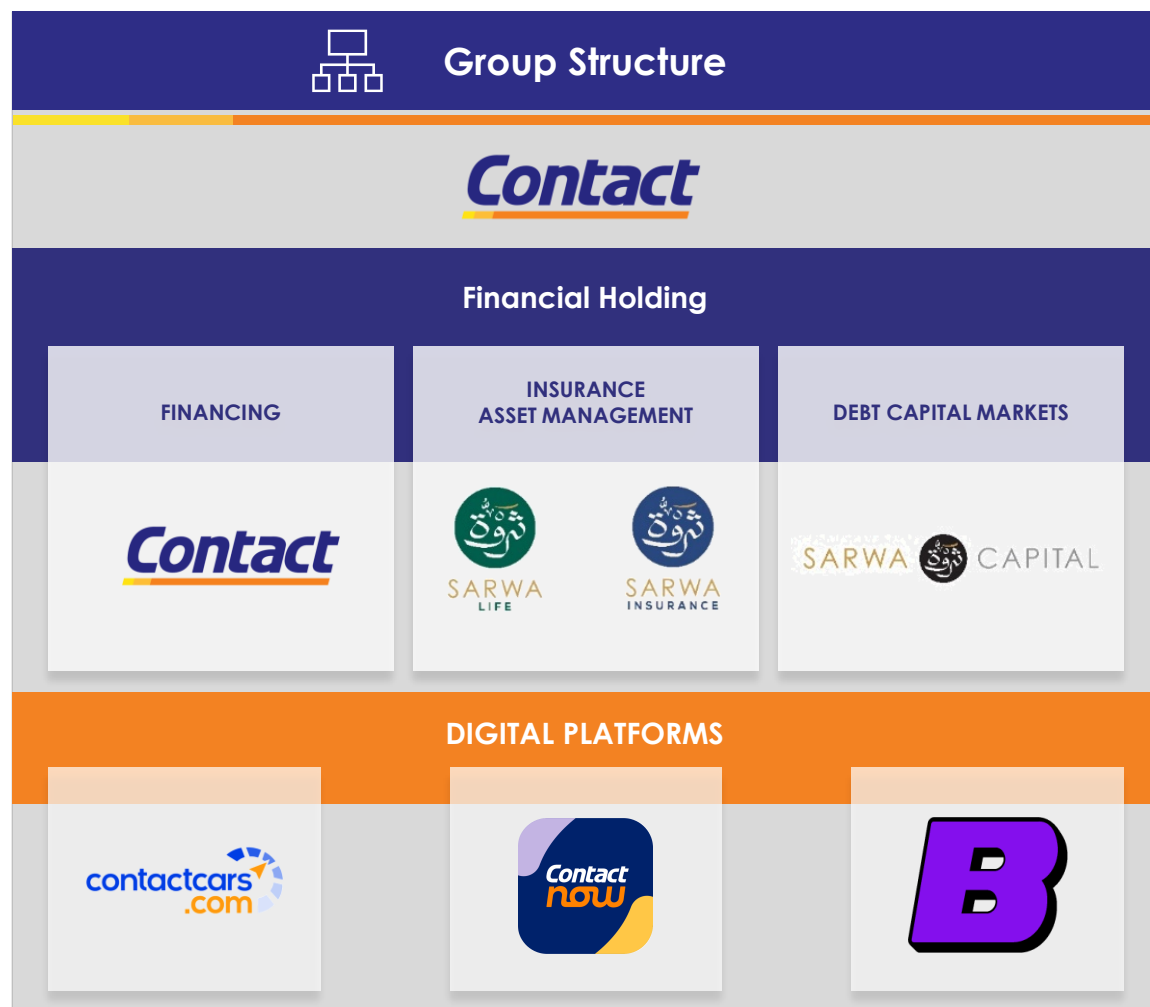 Group Structure
Contact
Financial Holding
FINANCING
INSURANCE
ASSET MANAGEMENT
DEBT CAPITAL MARKETS
Contact
ثروة
SARWA
LIFE
ثروة
SARWA
INSURANCE
SARWA ثروة CAPITAL
DIGITAL PLATFORMS
contactcars
.com
Contact
now
B